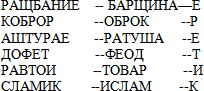 РАЩБАНИЕ -- БАРЩИНА—Е
КОБРОР --ОБРОК --Р
АШТУРАЕ --РАТУША --Е
ДОФЕТ --ФЕОД --Т
РАВТОИ --ТОВАР --И
СЛАМИК --ИСЛАМ --К